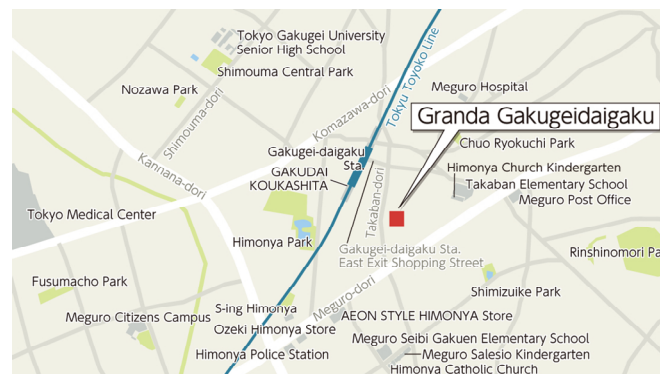 Tokyo Gakugei University
Senior High School
Shimouma Central Park
Nozawa Park
Shimouma-dori
Komazawa-dori
Tokyu Toyoko Line
Meguro Hospital
Granda Gakugeidaigaku
Chuo Ryokuchi Park
Gakugei-daigaku
Sta.
GAKUDAI
KOUKASHITA
Kannana-dori
Himonya Church Kindergarten
Takaban Elementary School
Meguro Post Office
Takaban-dori
Tokyo Medical Center
Himonya Park
Gakugei-daigaku Sta.
East Exit Shopping Street
Rinshinomori Pa
Fusumacho Park
Meguro-dori
Shimizuike Park
S-ing Himonya
Meguro Citizens Campus
AEON STYLE HIMONYA Store
Ozeki Himonya Store
Meguro Seibi Gakuen Elementary School
Himonya Police Station
Meguro Salesio Kindergarten
Himonya Catholic Church